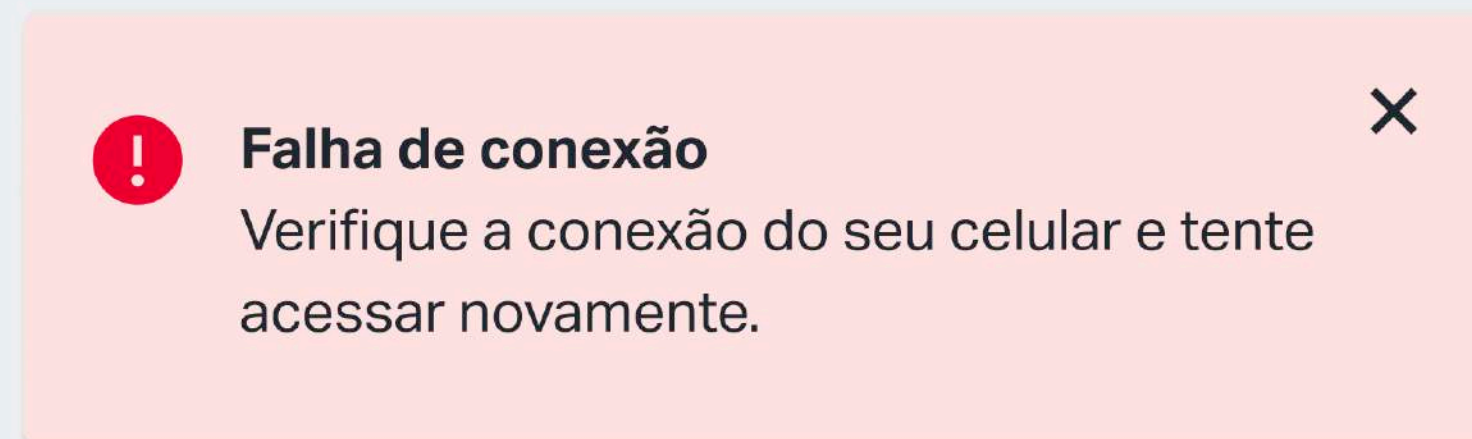 Falha de conexão
Verifique a conexão do seu celular e tente
acessar novamente.